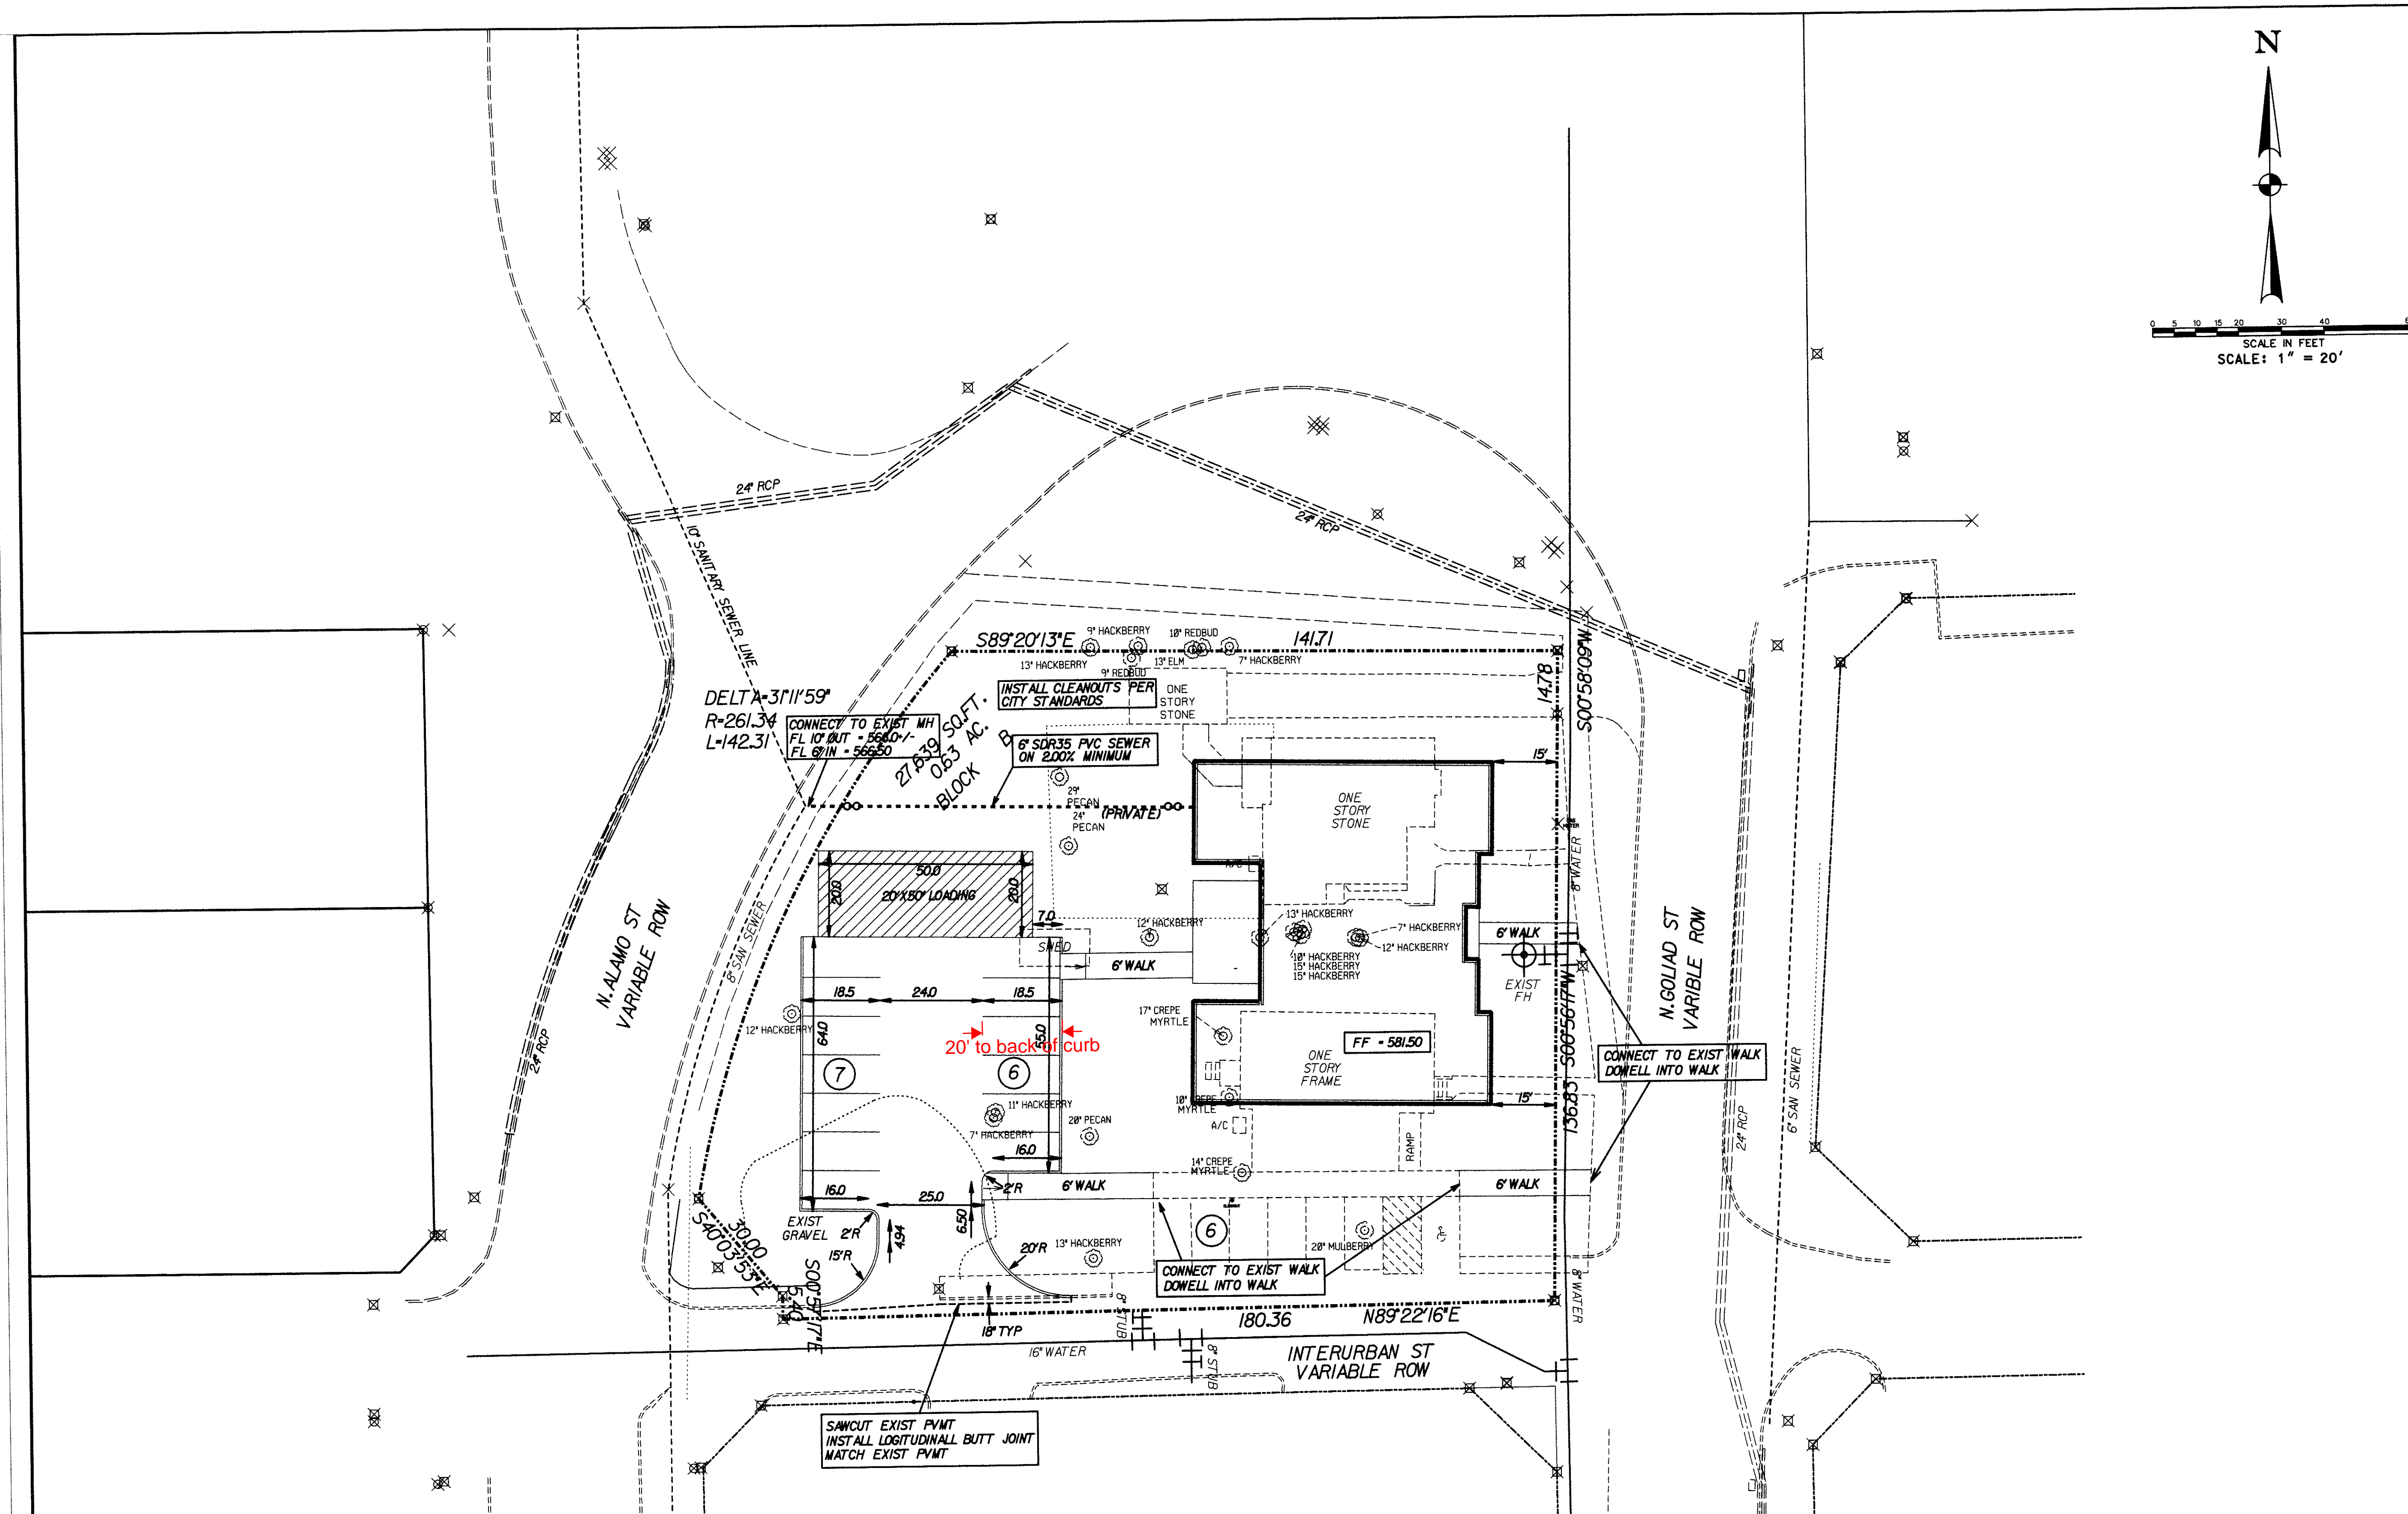 N
0 5 10 15 20 30 40
SCALE IN FEET
SCALE: 1" = 20'
24" RCP
24" RCP
10" SANITARY SEWER LINE
S89°20'13"E
141.71
9" HACKBERRY
10" REDBUD
13" HACKBERRY
13" ELM
7" HACKBERRY
9" REDBUD
14.78
S00°58'09"W
DELTA=31°11'59"
R=261.34
L=142.31
CONNECT TO EXIST MH
FL 10" OUT = 566.0+/-
FL 6" IN = 566.50
27,639 SQ.FT.
0.63 AC.
BLOCK B
INSTALL CLEANOUTS PER
CITY STANDARDS
ONE
STORY
STONE
6" SDR35 PVC SEWER
ON 2.00% MINIMUM
29"
PECAN
24"
PECAN
(PRIVATE)
15'
ONE
STORY
STONE
8" WATER
A/C
50.0
20.0
20'X50' LOADING
20.0
7.0
SHED
8" SAN SEWER
N. ALAMO ST
VARIABLE ROW
24" RCP
12" HACKBERRY
13" HACKBERRY
7" HACKBERRY
12" HACKBERRY
10" HACKBERRY
15" HACKBERRY
15" HACKBERRY
6' WALK
6' WALK
EXIST
FH
N. GOLIAD ST
VARIBLE ROW
18.5
24.0
18.5
12" HACKBERRY
64.0
55.0
20' to back of curb
7
6
17" CREPE
MYRTLE
FF = 581.50
ONE
STORY
FRAME
S00°56'17"W
136.83
CONNECT TO EXIST WALK
DOWELL INTO WALK
6" SAN SEWER
24" RCP
11" HACKBERRY
7" HACKBERRY
20" PECAN
10" CREPE
MYRTLE
A/C
15'
RAMP
14" CREPE
MYRTLE
16.0
16.0
25.0
2'R
6' WALK
6' WALK
6.50
4.94
EXIST
GRAVEL
2'R
15'R
20'R
13" HACKBERRY
6
20" MULBERRY
CONNECT TO EXIST WALK
DOWELL INTO WALK
30.00
S40°03'53"E
S00°57'17"E
5.40
18" TYP
8" STUB
16" WATER
8" STUB
180.36
N89°22'16"E
8" WATER
INTERURBAN ST
VARIABLE ROW
SAWCUT EXIST PVMT
INSTALL LOGITUDINALL BUTT JOINT
MATCH EXIST PVMT